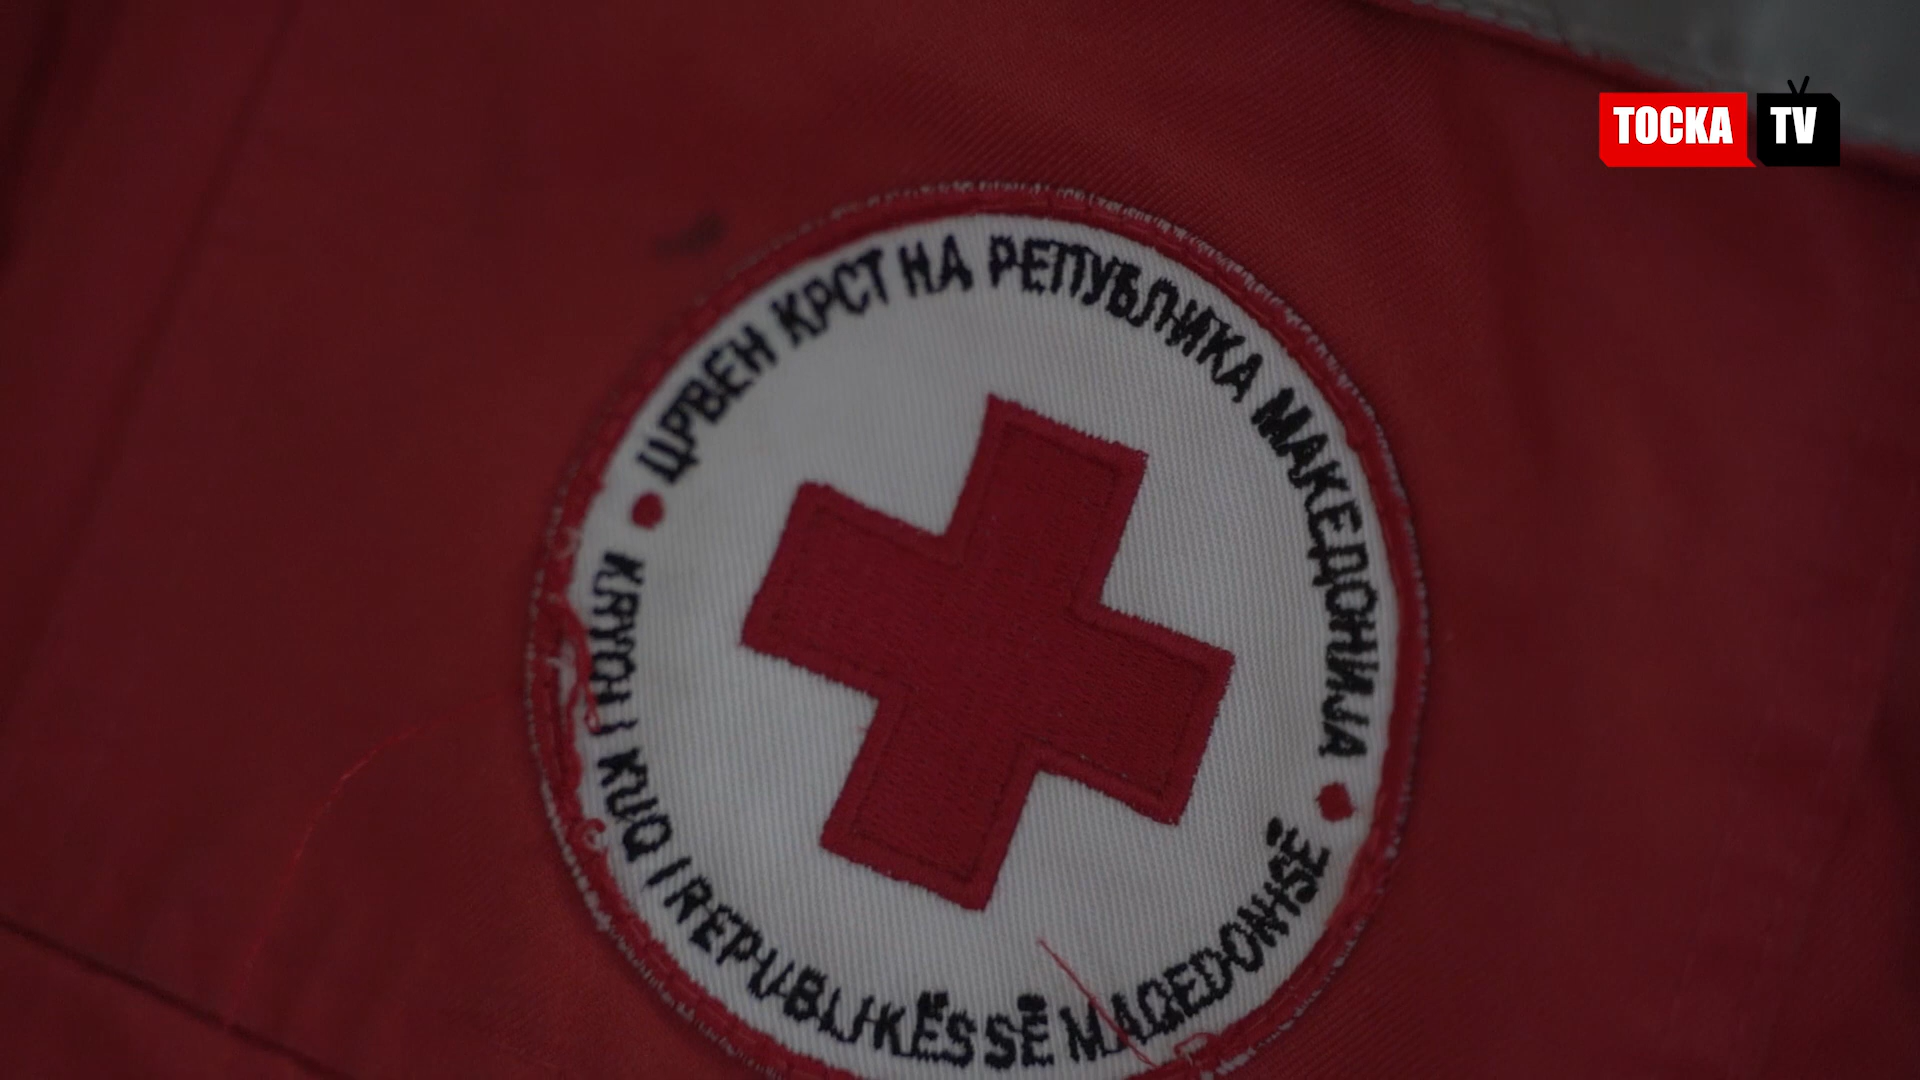 TOCKA TV
ЦРВЕН КРСТ НА РЕПУБЛИКА МАКЕДОНИЈА
KRYQI I KUQ I REPUBLIKËS SË MAQEDONISË